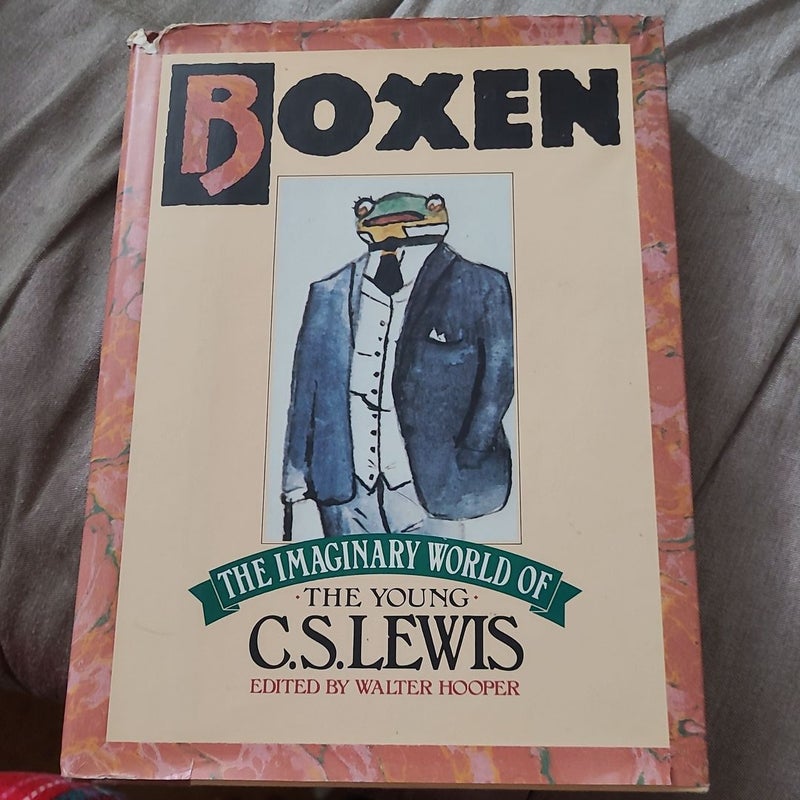 BOXEN
THE IMAGINARY WORLD OF
·THE YOUNG·
C.S. LEWIS
EDITED BY WALTER HOOPER